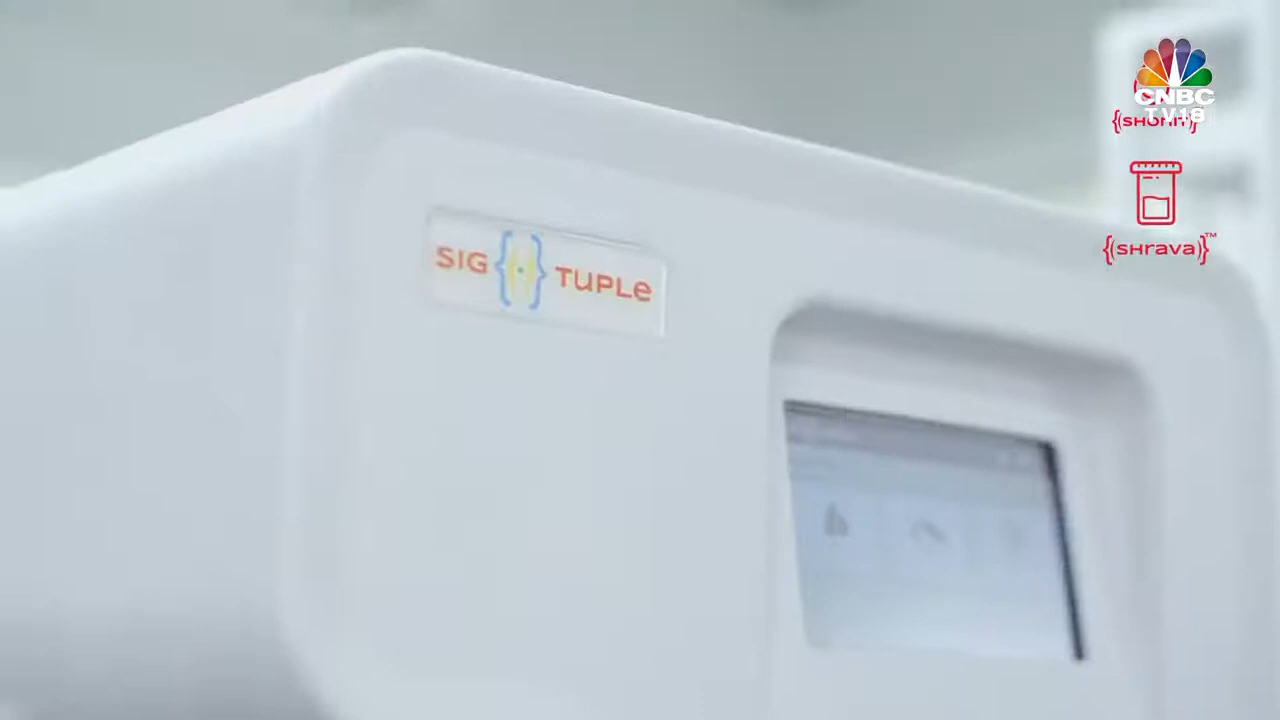 CNBC
TV18
{(SHONIT)}
SIG{·}TUPLE
{(SHrava)}™